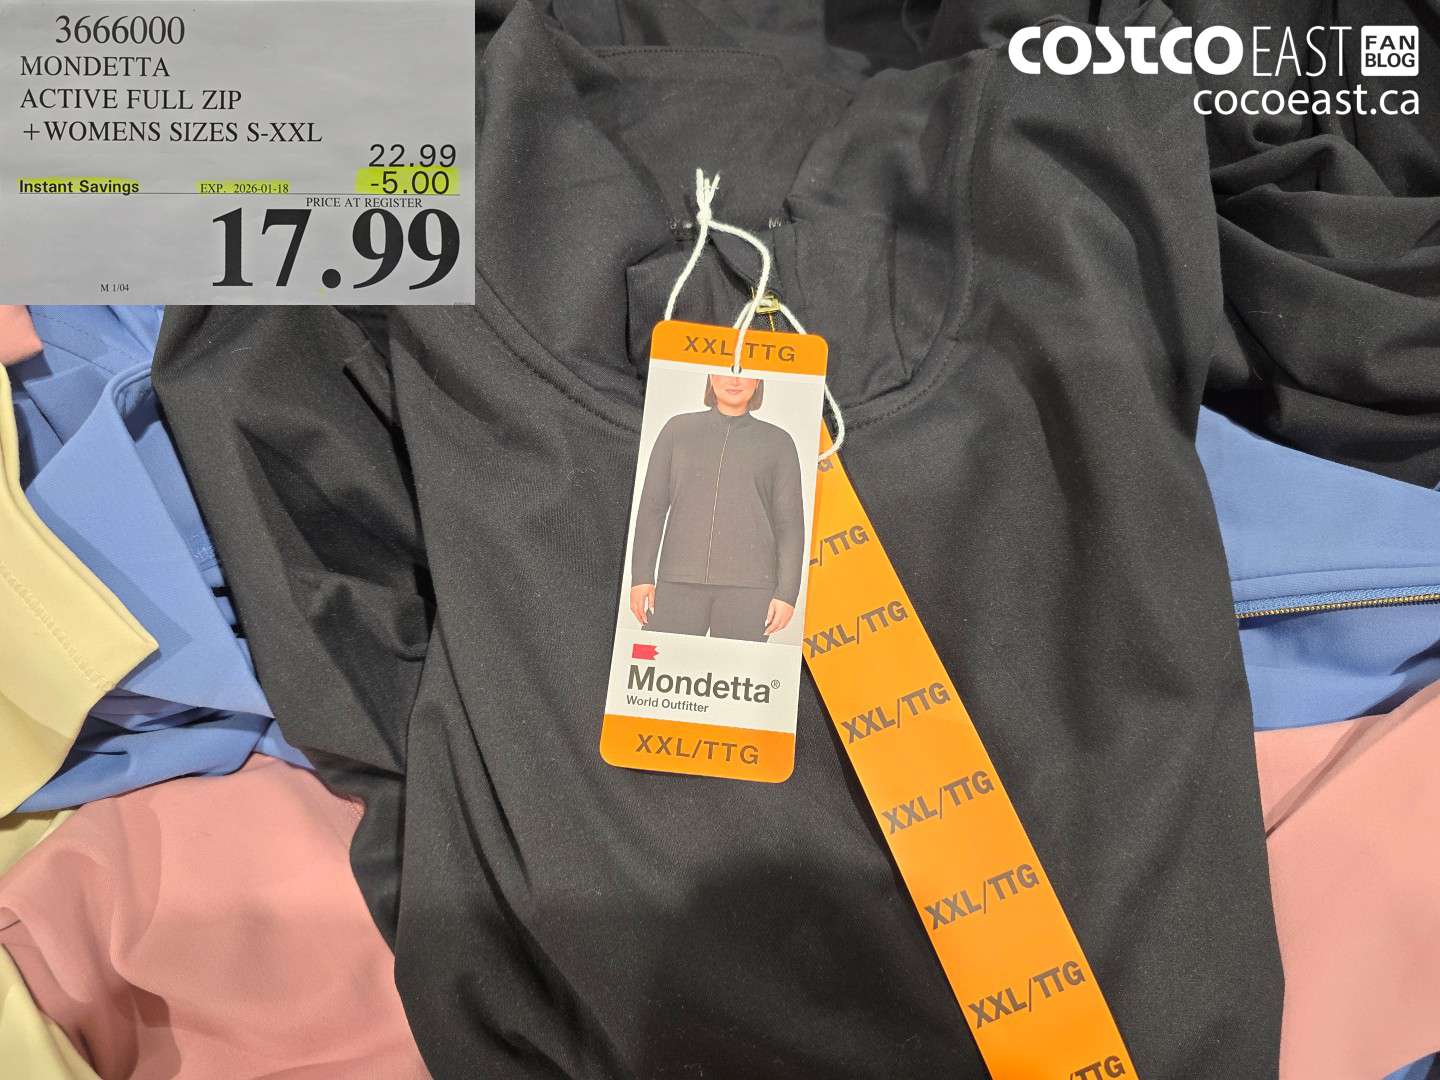 3666000
MONDETTA
ACTIVE FULL ZIP
+WOMENS SIZES S-XXL
22.99
Instant Savings EXP. 2026-01-18 -5.00
PRICE AT REGISTER
17.99
M 1/04
COSTCO EAST FAN BLOG
cocoeast.ca
XXL/TTG
Mondetta®
World Outfitter
XXL/TTG
G
L/TTG
XXL/TTG
XXL/TTG
XXL/TTG
XXL/TTG
XXL/TTG
/TTG